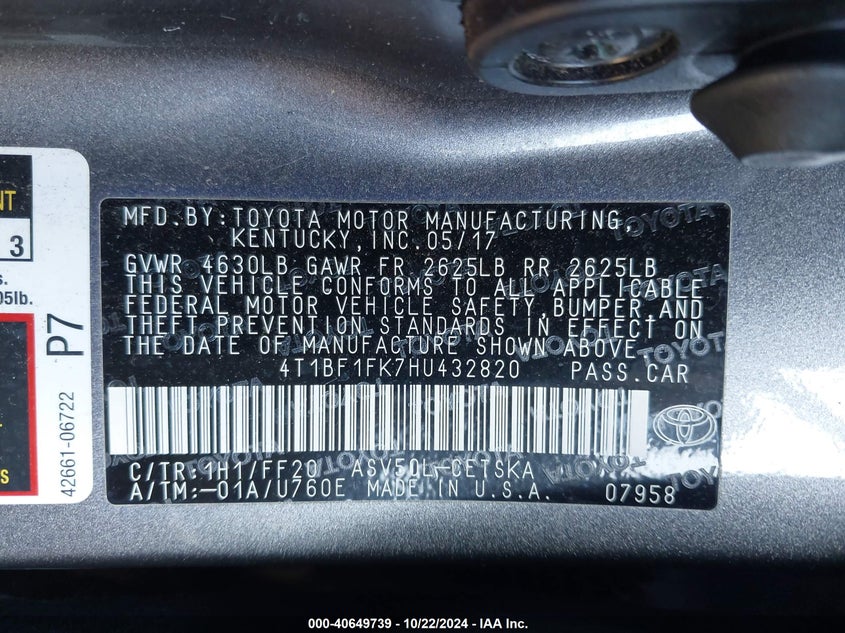 NT
3
s.
05lb.
P7
42661-06722
S
MFD.BY:TOYOTA MOTOR MANUFACTURING,
KENTUCKY,INC.05/17
GVWR 4630LB GAWR FR 2625LB RR 2625LB
THIS VEHICLE CONFORMS TO ALL APPLICABLE
FEDERAL MOTOR VEHICLE SAFETY,BUMPER,AND
THEFT PREVENTION STANDARDS IN EFFECT ON
THE DATE OF MANUFACTURE SHOWN ABOVE
4T1BF1FK7HU432820 PASS.CAR
C/TR:1H1/FF20 ASV50L-CETSKA
A/TM:-01A/U760E MADE IN U.S.A. 07958
TOYOTA
000-40649739 - 10/22/2024 - IAA Inc.